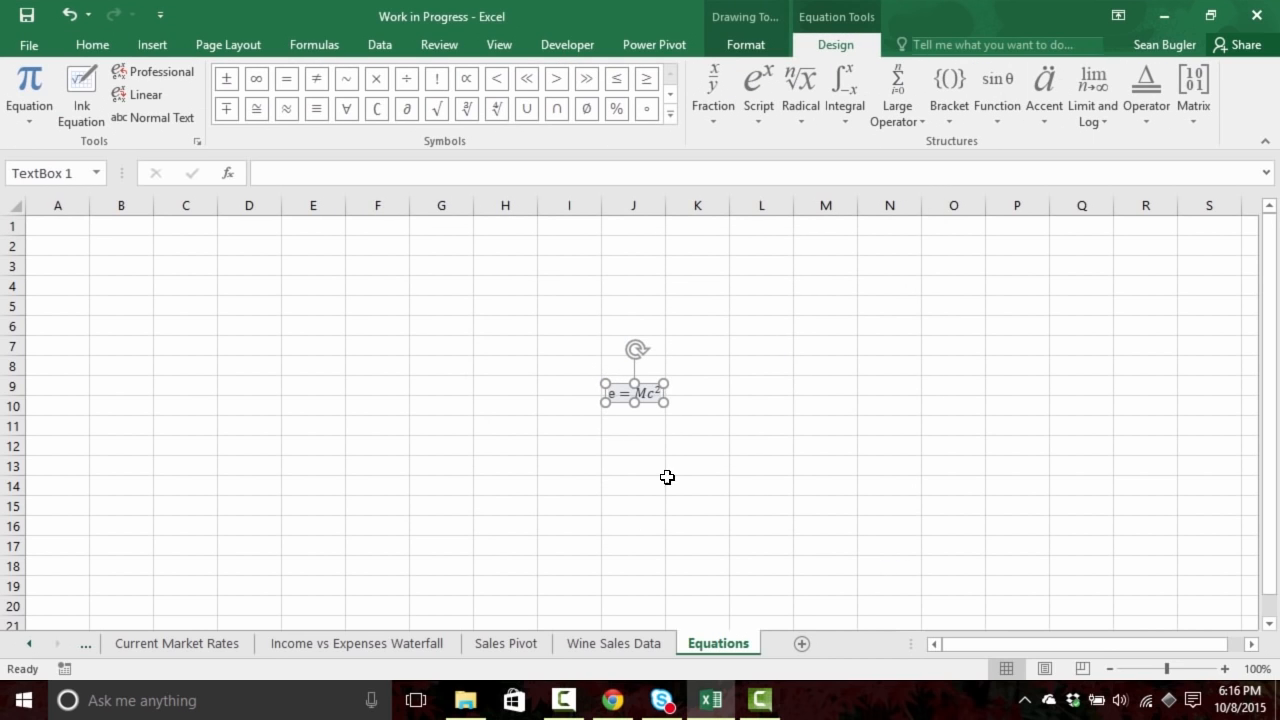 Work in Progress - Excel
Drawing To...
Equation Tools
File
Home
Insert
Page Layout
Formulas
Data
Review
View
Developer
Power Pivot
Format
Design
Tell me what you want to do...
Sean Bugler
Share
π
Equation
Ink
Equation
Professional
Linear
abc Normal Text
Tools
± ∞ = ≠ ~ × ÷ ! ∝ < ≪ > ≫ ≤ ≥
∓ ≅ ≈ ≡ ∀ ∁ ∂ √ ∛ ∜ ∪ ∩ ∅ % °
Symbols
Fraction
Script
Radical
Integral
Large
Operator
Bracket
Function
Accent
Limit and
Log
Operator
Matrix
Structures
TextBox 1
fx
A B C D E F G H I J K L M N O P Q R S
1
2
3
4
5
6
7
8
9
10
11
12
13
14
15
16
17
18
19
20
21
e = Mc²
...
Current Market Rates
Income vs Expenses Waterfall
Sales Pivot
Wine Sales Data
Equations
Ready
100%
Ask me anything
6:16 PM
10/8/2015